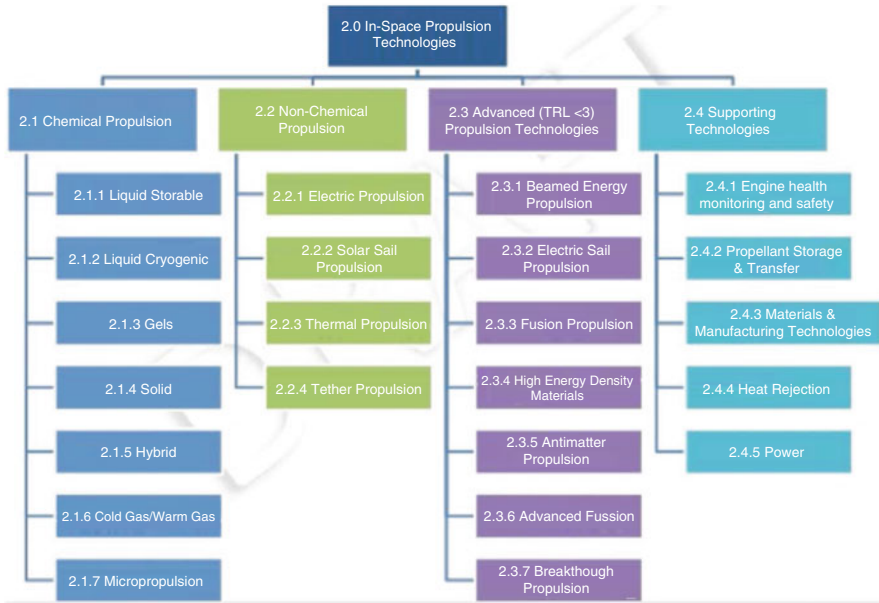 2.0 In-Space Propulsion
Technologies
2.1 Chemical Propulsion
2.2 Non-Chemical
Propulsion
2.3 Advanced (TRL <3)
Propulsion Technologies
2.4 Supporting
Technologies
2.1.1 Liquid Storable
2.1.2 Liquid Cryogenic
2.1.3 Gels
2.1.4 Solid
2.1.5 Hybrid
2.1.6 Cold Gas/Warm Gas
2.1.7 Micropropulsion
2.2.1 Electric Propulsion
2.2.2 Solar Sail
Propulsion
2.2.3 Thermal Propulsion
2.2.4 Tether Propulsion
2.3.1 Beamed Energy
Propulsion
2.3.2 Electric Sail
Propulsion
2.3.3 Fusion Propulsion
2.3.4 High Energy Density
Materials
2.3.5 Antimatter
Propulsion
2.3.6 Advanced Fussion
2.3.7 Breakthough
Propulsion
2.4.1 Engine health
monitoring and safety
2.4.2 Propellant Storage
& Transfer
2.4.3 Materials &
Manufacturing Technologies
2.4.4 Heat Rejection
2.4.5 Power
DRAFT